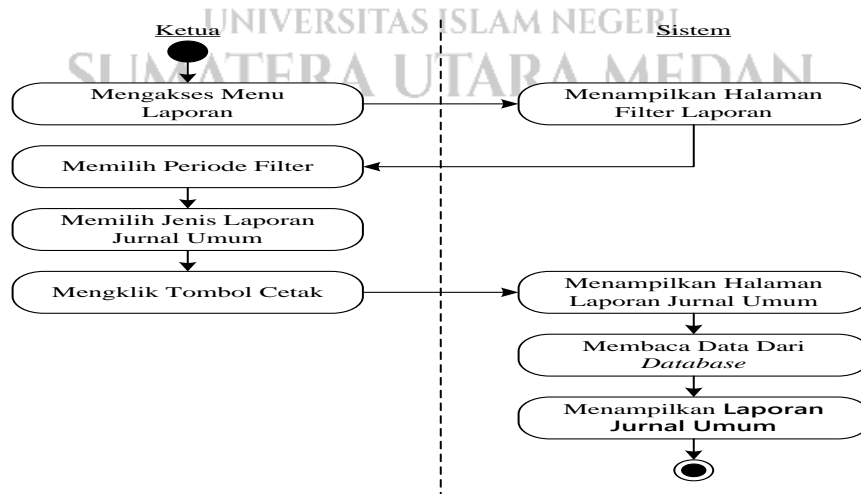 UNIVERSITAS ISLAM NEGERI
SUMATERA UTARA MEDAN
Ketua
Sistem
Mengakses Menu
Laporan
Menampilkan Halaman
Filter Laporan
Memilih Periode Filter
Memilih Jenis Laporan
Jurnal Umum
Mengklik Tombol Cetak
Menampilkan Halaman
Laporan Jurnal Umum
Membaca Data Dari
Database
Menampilkan Laporan
Jurnal Umum